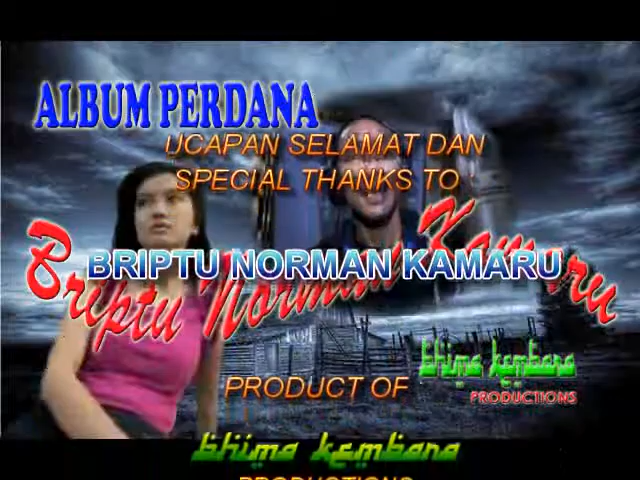 ALBUM PERDANA
UCAPAN SELAMAT DAN
SPECIAL THANKS TO :
Briptu Norman Kamaru
BRIPTU NORMAN KAMARU
bhima kembara
PRODUCTIONS
PRODUCT OF
bhima kembara
PRODUCTIONS